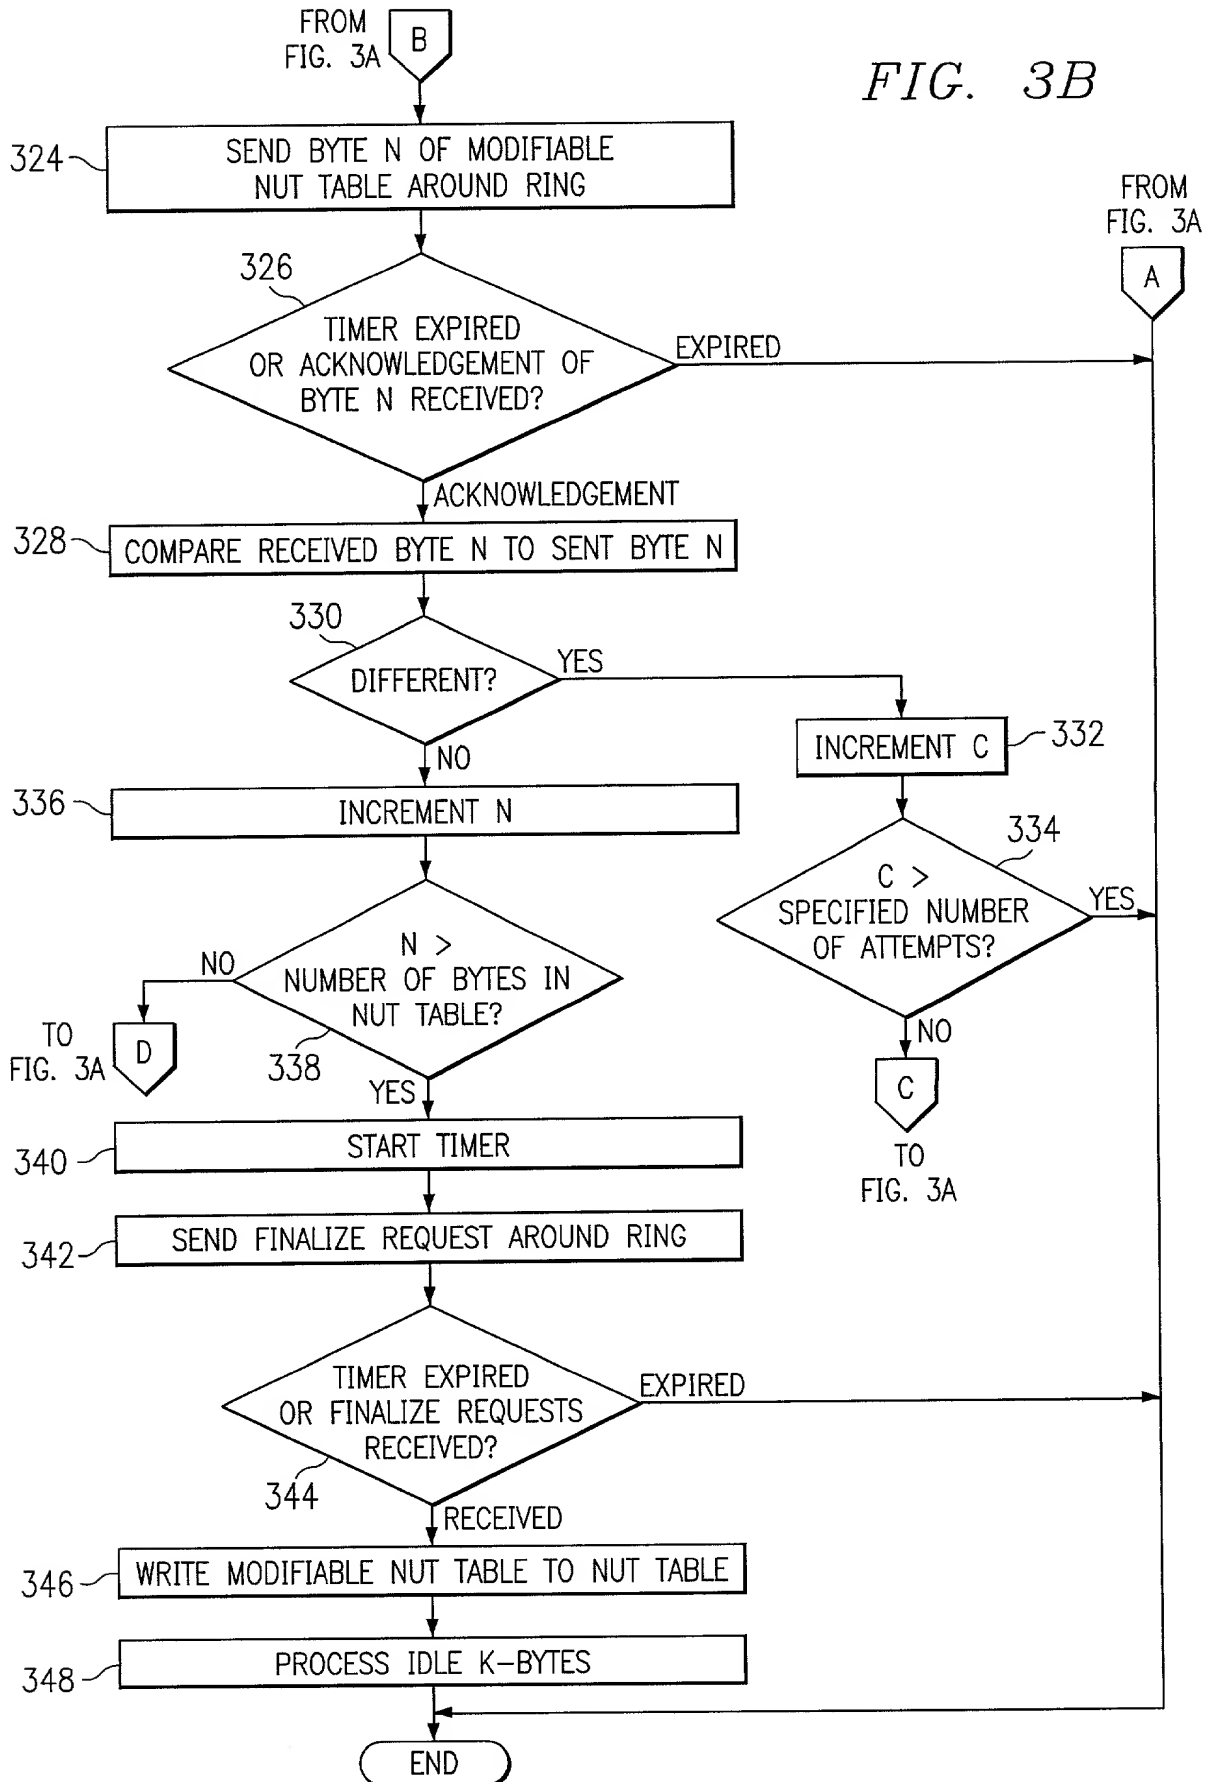 FROM
FIG. 3A
B
FIG. 3B
324
SEND BYTE N OF MODIFIABLE
NUT TABLE AROUND RING
FROM
FIG. 3A
A
326
TIMER EXPIRED
OR ACKNOWLEDGEMENT OF
BYTE N RECEIVED?
EXPIRED
ACKNOWLEDGEMENT
328
COMPARE RECEIVED BYTE N TO SENT BYTE N
330
DIFFERENT?
YES
NO
INCREMENT C
332
336
INCREMENT N
334
C >
SPECIFIED NUMBER
OF ATTEMPTS?
YES
NO
C
TO
FIG. 3A
N >
NUMBER OF BYTES IN
NUT TABLE?
338
NO
TO
FIG. 3A
D
YES
340
START TIMER
342
SEND FINALIZE REQUEST AROUND RING
TIMER EXPIRED
OR FINALIZE REQUESTS
RECEIVED?
344
EXPIRED
RECEIVED
346
WRITE MODIFIABLE NUT TABLE TO NUT TABLE
348
PROCESS IDLE K-BYTES
END